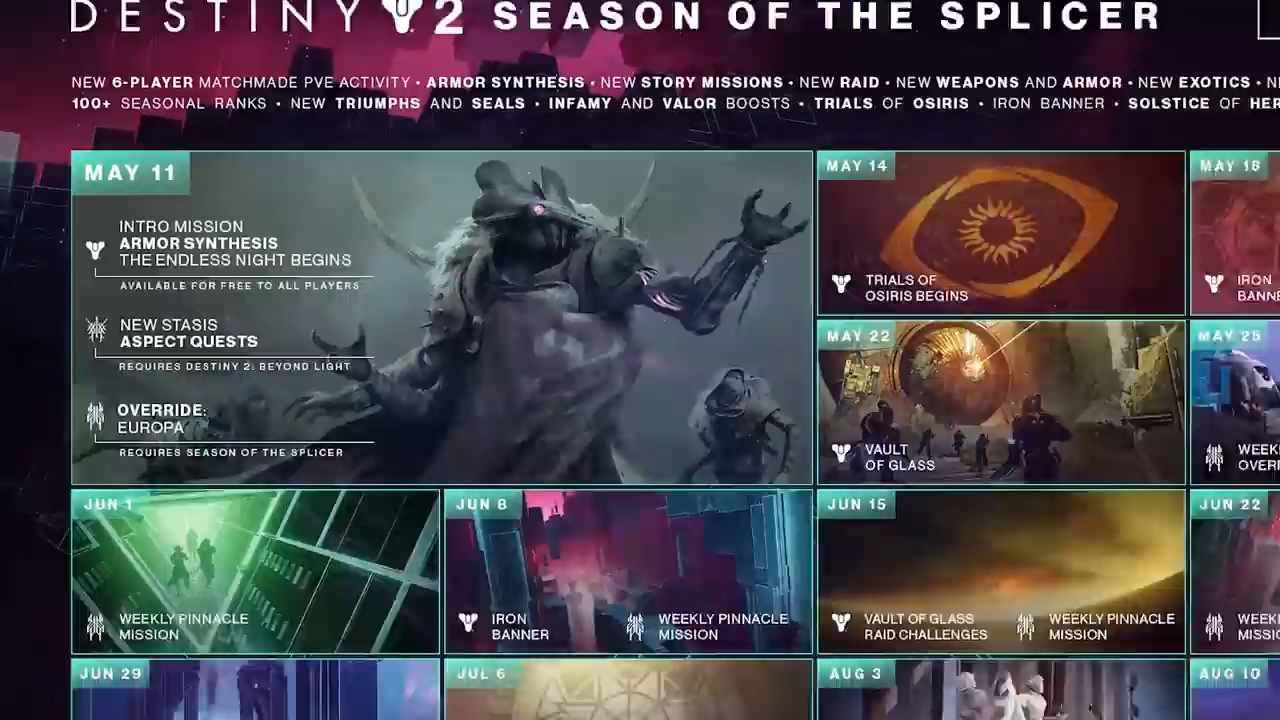 DESTINY 2 SEASON OF THE SPLICER
NEW 6-PLAYER MATCHMADE PVE ACTIVITY • ARMOR SYNTHESIS • NEW STORY MISSIONS • NEW RAID • NEW WEAPONS AND ARMOR • NEW EXOTICS •
100+ SEASONAL RANKS • NEW TRIUMPHS AND SEALS • INFAMY AND VALOR BOOSTS • TRIALS OF OSIRIS • IRON BANNER • SOLSTICE OF
MAY 11
INTRO MISSION
ARMOR SYNTHESIS
THE ENDLESS NIGHT BEGINS
AVAILABLE FOR FREE TO ALL PLAYERS
NEW STASIS
ASPECT QUESTS
REQUIRES DESTINY 2: BEYOND LIGHT
OVERRIDE:
EUROPA
REQUIRES SEASON OF THE SPLICER
MAY 14
TRIALS OF
OSIRIS BEGINS
MAY 18
IRON
MAY 22
VAULT
OF GLASS
MAY 25
JUN 1
WEEKLY PINNACLE
MISSION
JUN 8
IRON
BANNER
WEEKLY PINNACLE
MISSION
JUN 15
VAULT OF GLASS
RAID CHALLENGES
WEEKLY PINNACLE
MISSION
JUN 22
JUN 29
JUL 6
AUG 3
AUG 10